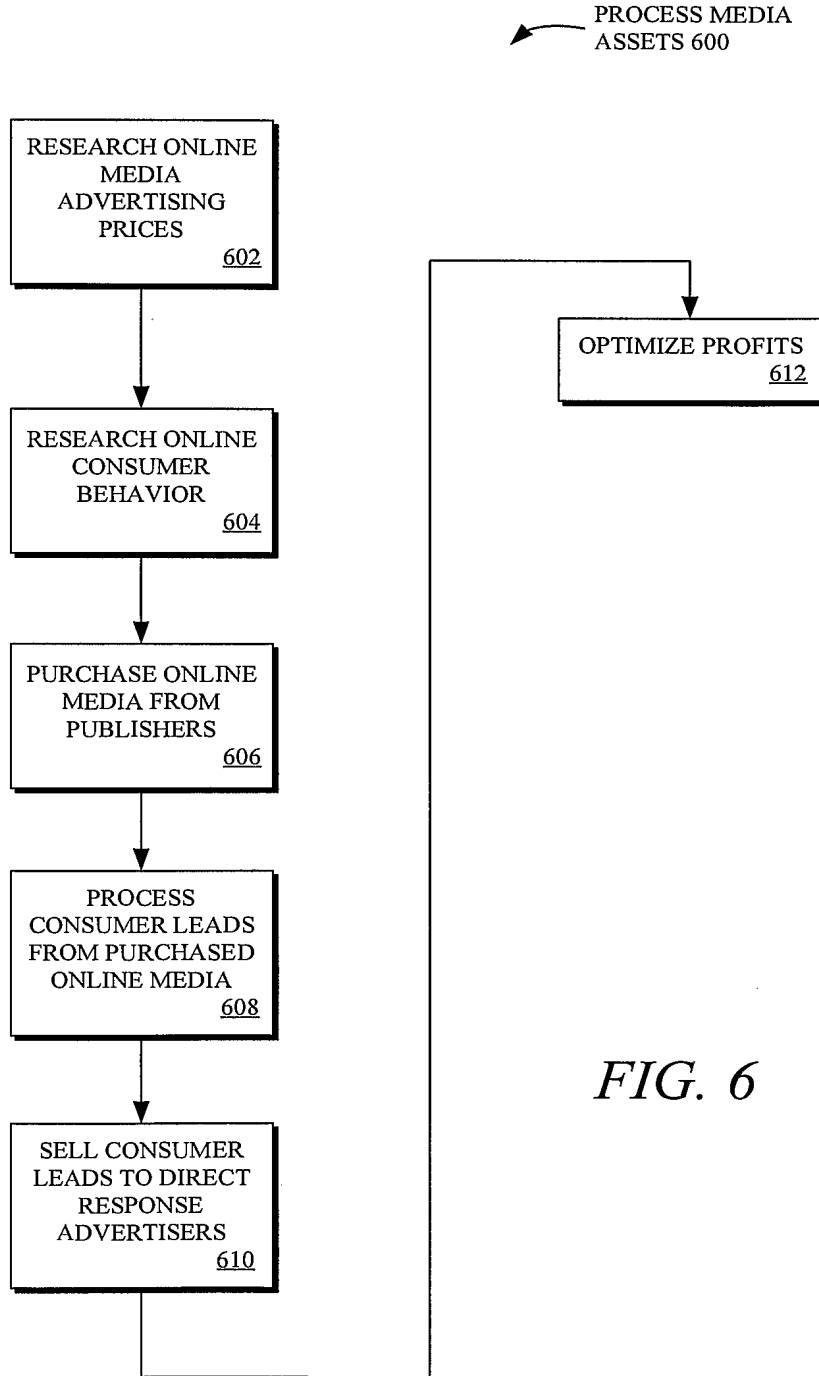 PROCESS MEDIA
ASSETS 600
RESEARCH ONLINE
MEDIA
ADVERTISING
PRICES
602
RESEARCH ONLINE
CONSUMER
BEHAVIOR
604
PURCHASE ONLINE
MEDIA FROM
PUBLISHERS
606
PROCESS
CONSUMER LEADS
FROM PURCHASED
ONLINE MEDIA
608
SELL CONSUMER
LEADS TO DIRECT
RESPONSE
ADVERTISERS
610
OPTIMIZE PROFITS
612
FIG. 6